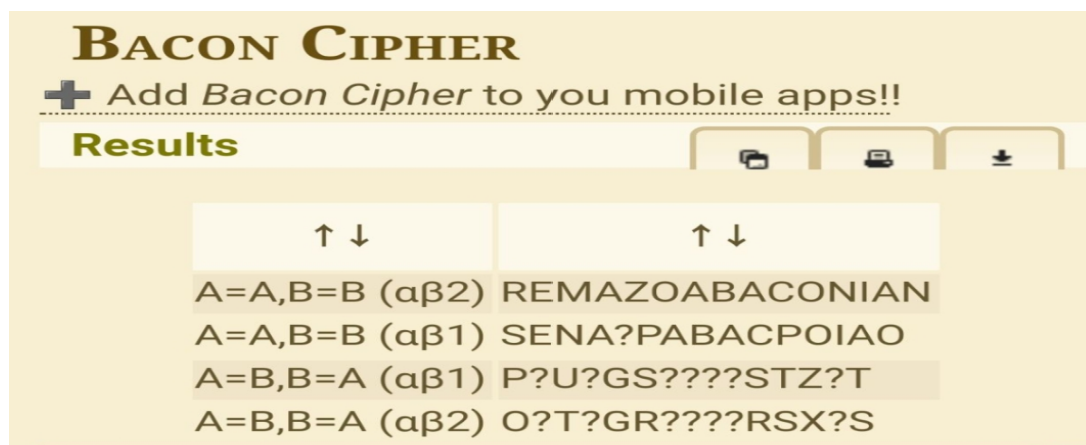 BACON CIPHER
➕ Add Bacon Cipher to you mobile apps!!
Results
↑ ↓ ↑ ↓
A=A,B=B (αβ2) REMAZOABACONIAN
A=A,B=B (αβ1) SENA?PABACPOIAO
A=B,B=A (αβ1) P?U?GS????STZ?T
A=B,B=A (αβ2) O?T?GR????RSX?S